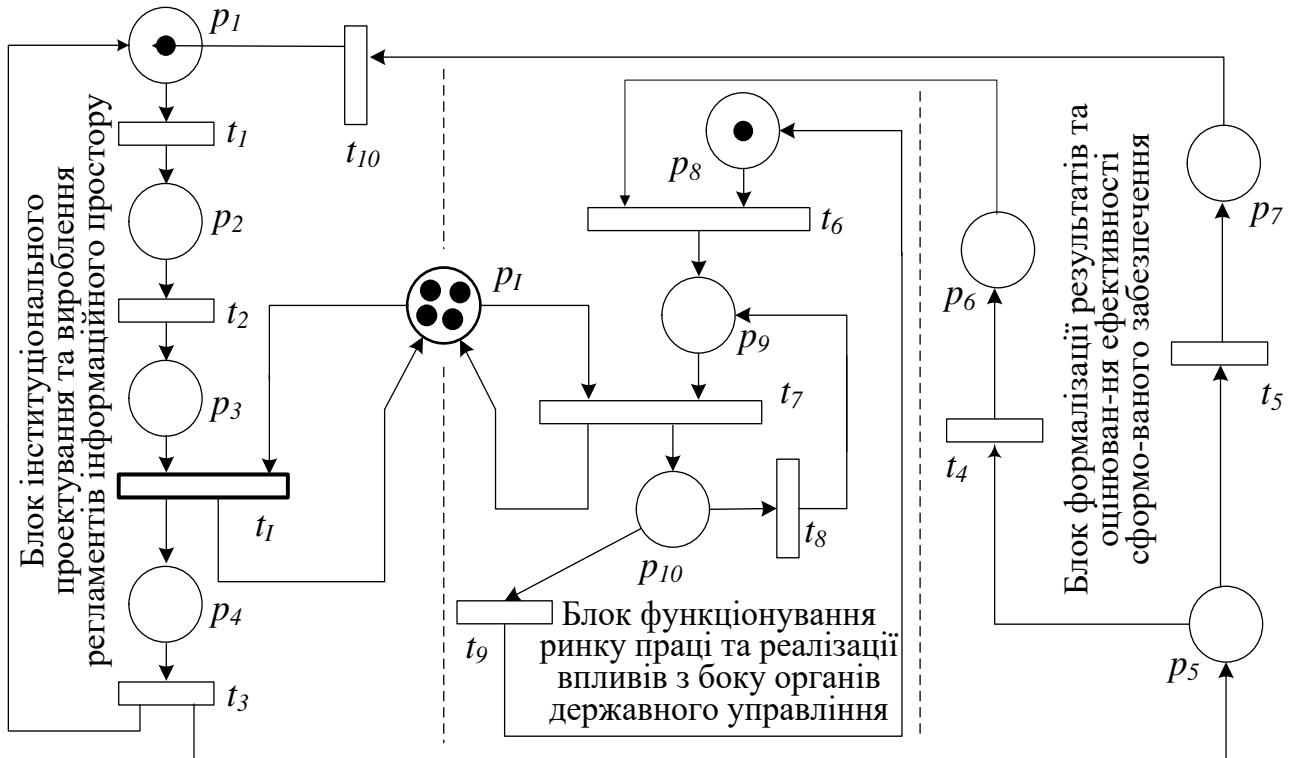 p1
t1
t10
p2
t2
p3
tI
p4
t3
Блок інституціонального
проектування та вироблення
регламентів інформаційного простору
pI
p8
t6
p9
t7
t8
p10
t9
Блок функціонування
ринку праці та реалізації
впливів з боку органів
державного управління
p6
t4
p7
t5
p5
Блок формалізації результатів та
оцінюван-ня ефективності
сформо-ваного забезпечення